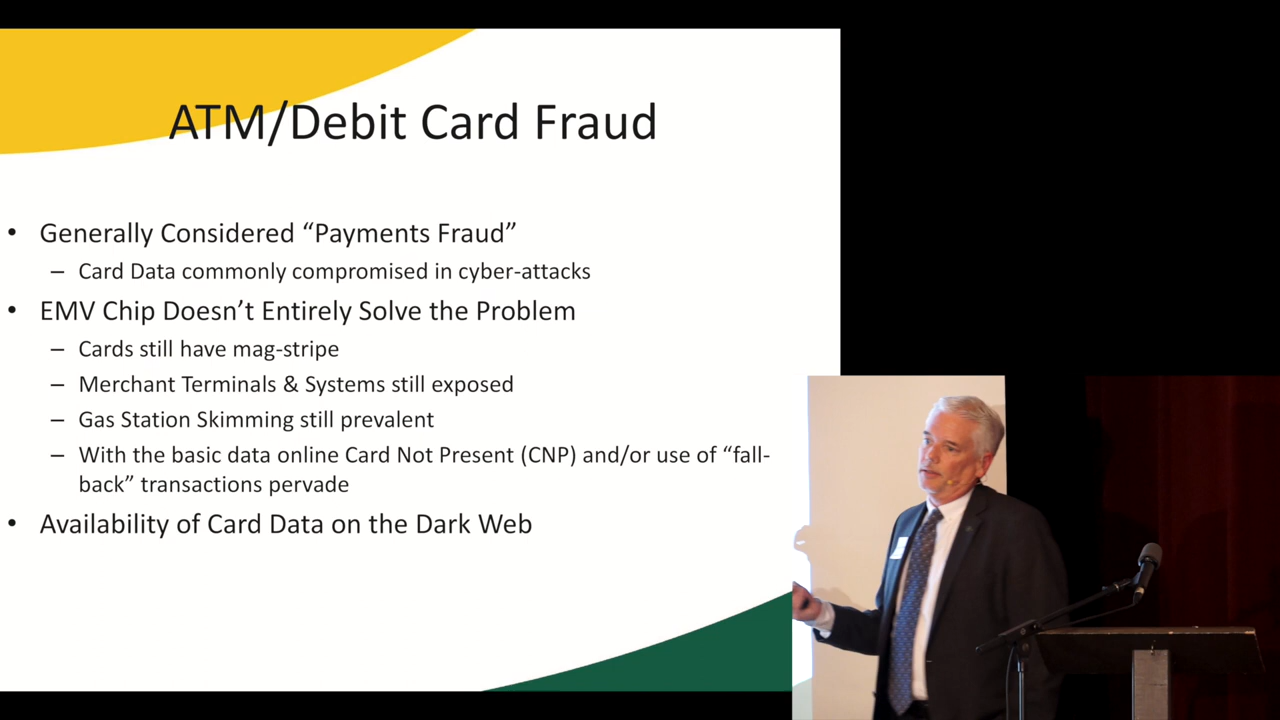 ATM/Debit Card Fraud
• Generally Considered “Payments Fraud”
– Card Data commonly compromised in cyber-attacks
• EMV Chip Doesn’t Entirely Solve the Problem
– Cards still have mag-stripe
– Merchant Terminals & Systems still exposed
– Gas Station Skimming still prevalent
– With the basic data online Card Not Present (CNP) and/or use of “fall-
back” transactions pervade
• Availability of Card Data on the Dark Web